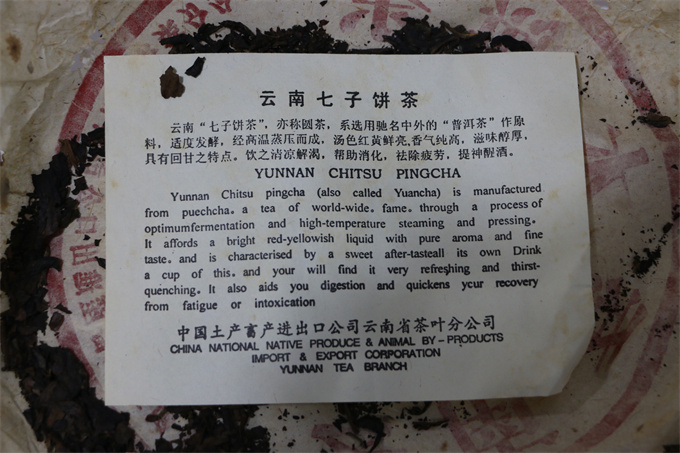 云南七子饼茶
云南“七子饼茶”，亦称圆茶，系选用驰名中外的“普洱茶”作原
料，适度发酵，经高温蒸压而成，汤色红黄鲜亮，香气纯高，滋味醇厚，
具有回甘之特点。饮之清凉解渴，帮助消化，祛除疲劳，提神醒酒。
YUNNAN CHITSU PINGCHA
Yunnan Chitsu pingcha (also called Yuancha) is manufactured
from puechcha. a tea of world-wide. fame. through a process of
optimumfermentation and high-temperature steaming and pressing.
It affords a bright red-yellowish liquid with pure aroma and fine
taste. and is characterised by a sweet after-tasteall its own Drink
a cup of this. and your will find it very refreshing and thirst-
quenching. It also aids you digestion and quickens your recovery
from fatigue or intoxication
中国土产畜产进出口公司云南省茶叶分公司
CHINA NATIONAL NATIVE PRODUCE & ANIMAL BY-PRODUCTS
IMPORT & EXPORT CORPORATION
YUNNAN TEA BRANCH